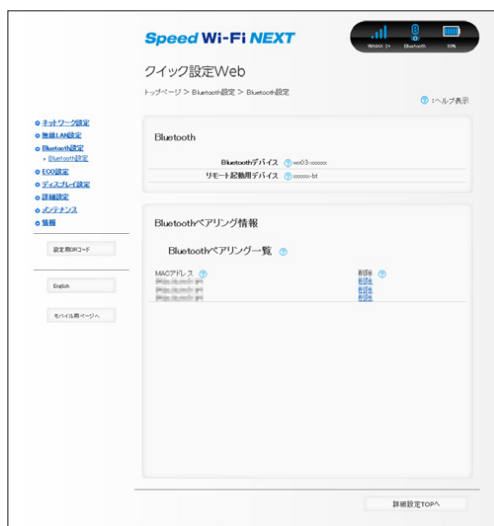 Speed Wi-Fi NEXT
WiMAX 2+ Bluetooth
クイック設定Web
トップページ > Bluetooth設定 > Bluetooth設定
:ヘルプ表示
ネットワーク設定
無線LAN設定
Bluetooth設定
Bluetooth設定
ECO設定
ディスプレイ設定
詳細設定
メンテナンス
情報
設定用QRコード
English
モバイル用ページへ
Bluetooth
Bluetoothデバイス ? wx03-xxxxxx
リモート起動用デバイス ? xxxxxx-bt
Bluetoothペアリング情報
Bluetoothペアリング一覧 ?
MACアドレス ? 削除 ?
削除
削除
詳細設定TOPへ